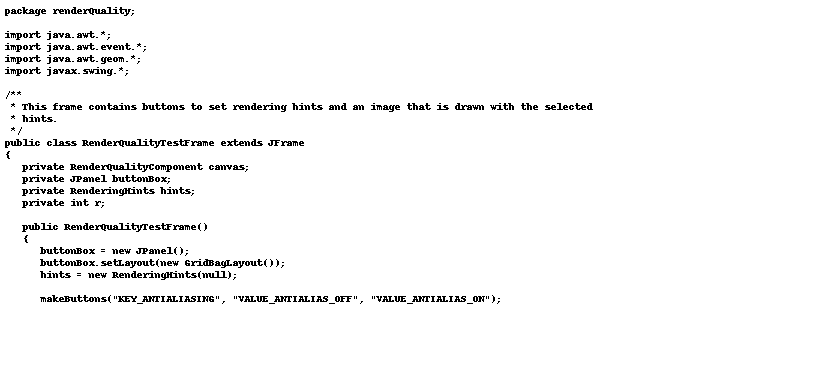 package renderQuality;
import java.awt.*;
import java.awt.event.*;
import java.awt.geom.*;
import javax.swing.*;
/**
 * This frame contains buttons to set rendering hints and an image that is drawn with the selected
 * hints.
 */
public class RenderQualityTestFrame extends JFrame
{
   private RenderQualityComponent canvas;
   private JPanel buttonBox;
   private RenderingHints hints;
   private int r;
   public RenderQualityTestFrame()
   {
      buttonBox = new JPanel();
      buttonBox.setLayout(new GridBagLayout());
      hints = new RenderingHints(null);
      makeButtons("KEY_ANTIALIASING", "VALUE_ANTIALIAS_OFF", "VALUE_ANTIALIAS_ON");